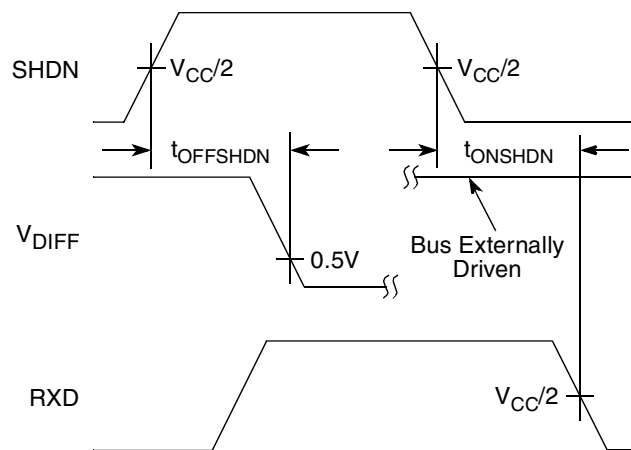 SHDN
VCC/2
VCC/2
tOFFSHDN
tONSHDN
VDIFF
0.5V
Bus Externally
Driven
RXD
VCC/2